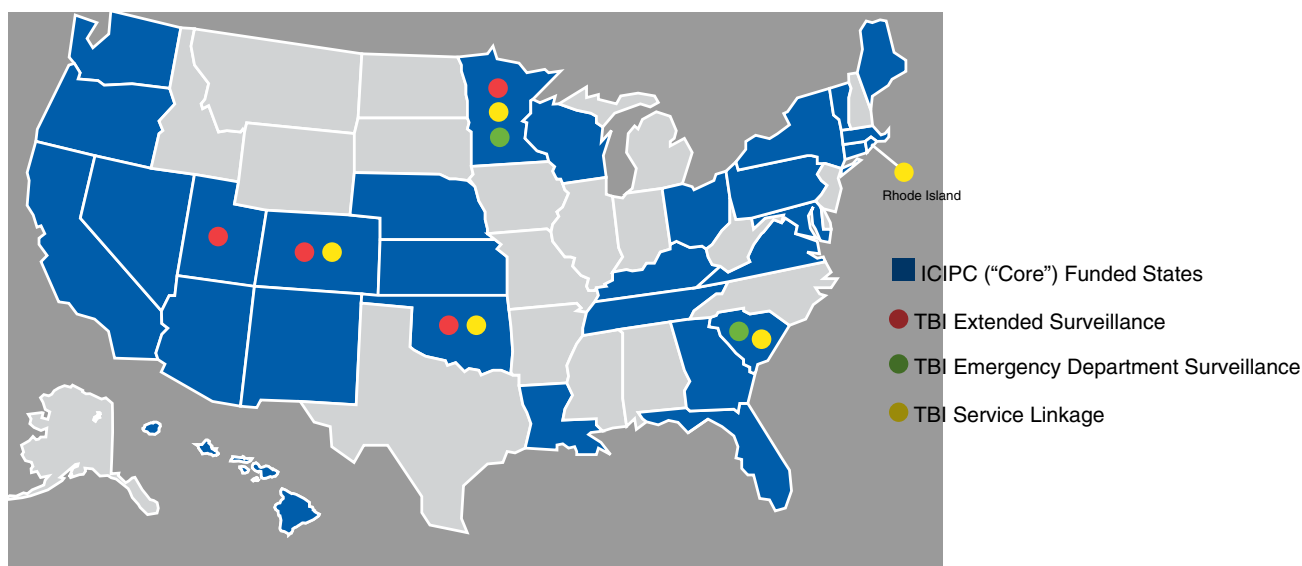 Rhode Island
ICIPC (“Core”) Funded States
TBI Extended Surveillance
TBI Emergency Department Surveillance
TBI Service Linkage